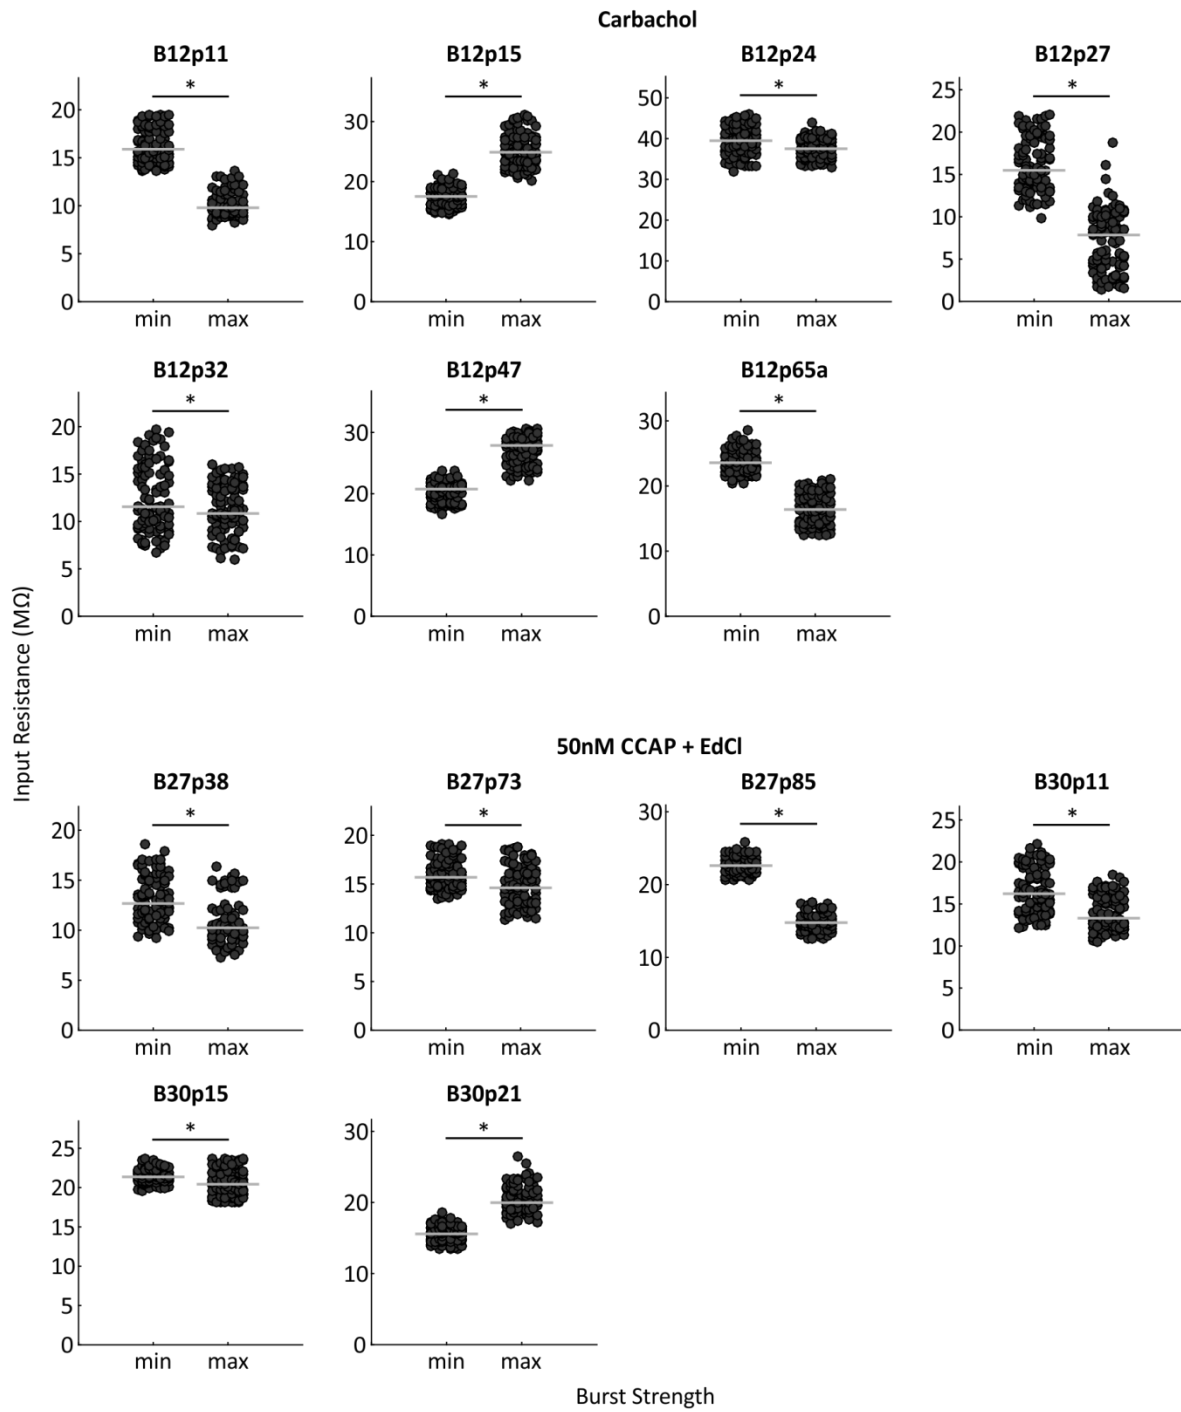 Carbachol
B12p11 B12p15 B12p24 B12p27
* * * *
20 15 10 5 0
30 20 10 0
50 40 30 20 10 0
25 20 15 10 5 0
min max min max min max min max
B12p32 B12p47 B12p65a
* * *
20 15 10 5 0
30 20 10 0
30 20 10 0
min max min max min max
Input Resistance (MΩ)
50nM CCAP + EdCl
B27p38 B27p73 B27p85 B30p11
* * * *
20 15 10 5 0
20 15 10 5 0
30 20 10 0
25 20 15 10 5 0
min max min max min max min max
B30p15 B30p21
* *
25 20 15 10 5 0
30 20 10 0
min max min max
Burst Strength